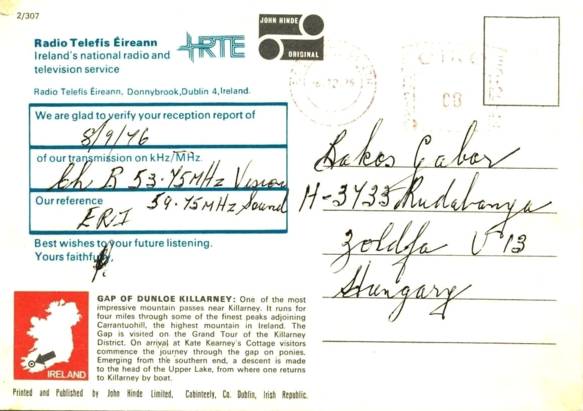 2/307
Radio Telefís Éireann
Ireland's national radio and
television service
RTE
JOHN HINDE
ORIGINAL
Radio Telefís Éireann, Donnybrook, Dublin 4, Ireland.
We are glad to verify your reception report of
8/9/76
of our transmission on kHz/MHz.
Ch B 53.75MHz Vision
Our reference 59.75MHz Sound
ERI
Best wishes to your future listening.
Yours faithfully,
Lakos Gabor
H-3733 Rudabanya
Zoldfa U 13
Hungary
GAP OF DUNLOE KILLARNEY: One of the most
impressive mountain passes near Killarney. It runs for
four miles through some of the finest peaks adjoining
Carrantuohill, the highest mountain in Ireland. The
Gap is visited on the Grand Tour of the Killarney
District. On arrival at Kate Kearney's Cottage visitors
commence the journey through the gap on ponies.
Emerging from the southern end, a descent is made
to the head of the Upper Lake, from where one returns
to Killarney by boat.
IRELAND
Printed and Published by John Hinde Limited, Cabinteely, Co. Dublin, Irish Republic.